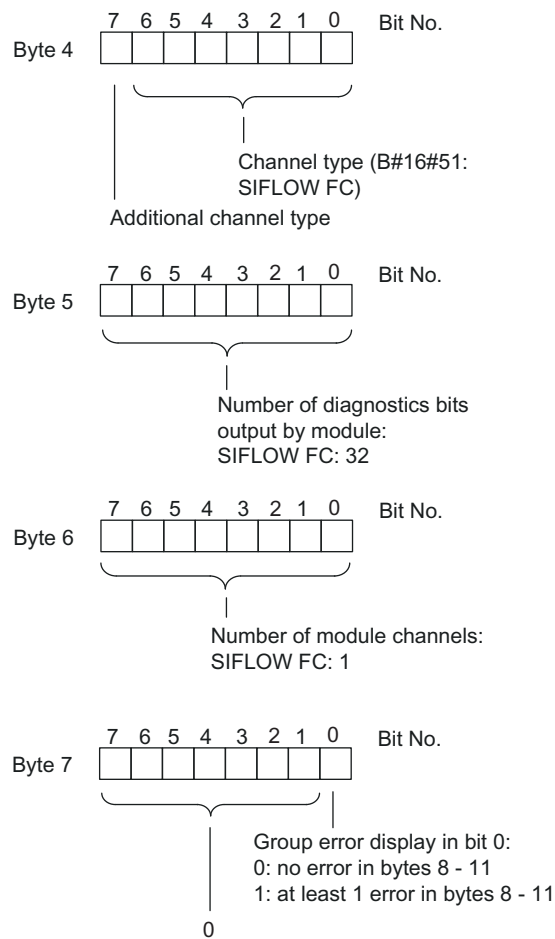 7 6 5 4 3 2 1 0 Bit No.
Byte 4
Channel type (B#16#51:
SIFLOW FC)
Additional channel type
7 6 5 4 3 2 1 0 Bit No.
Byte 5
Number of diagnostics bits
output by module:
SIFLOW FC: 32
7 6 5 4 3 2 1 0 Bit No.
Byte 6
Number of module channels:
SIFLOW FC: 1
7 6 5 4 3 2 1 0 Bit No.
Byte 7
Group error display in bit 0:
0: no error in bytes 8 - 11
1: at least 1 error in bytes 8 - 11
0